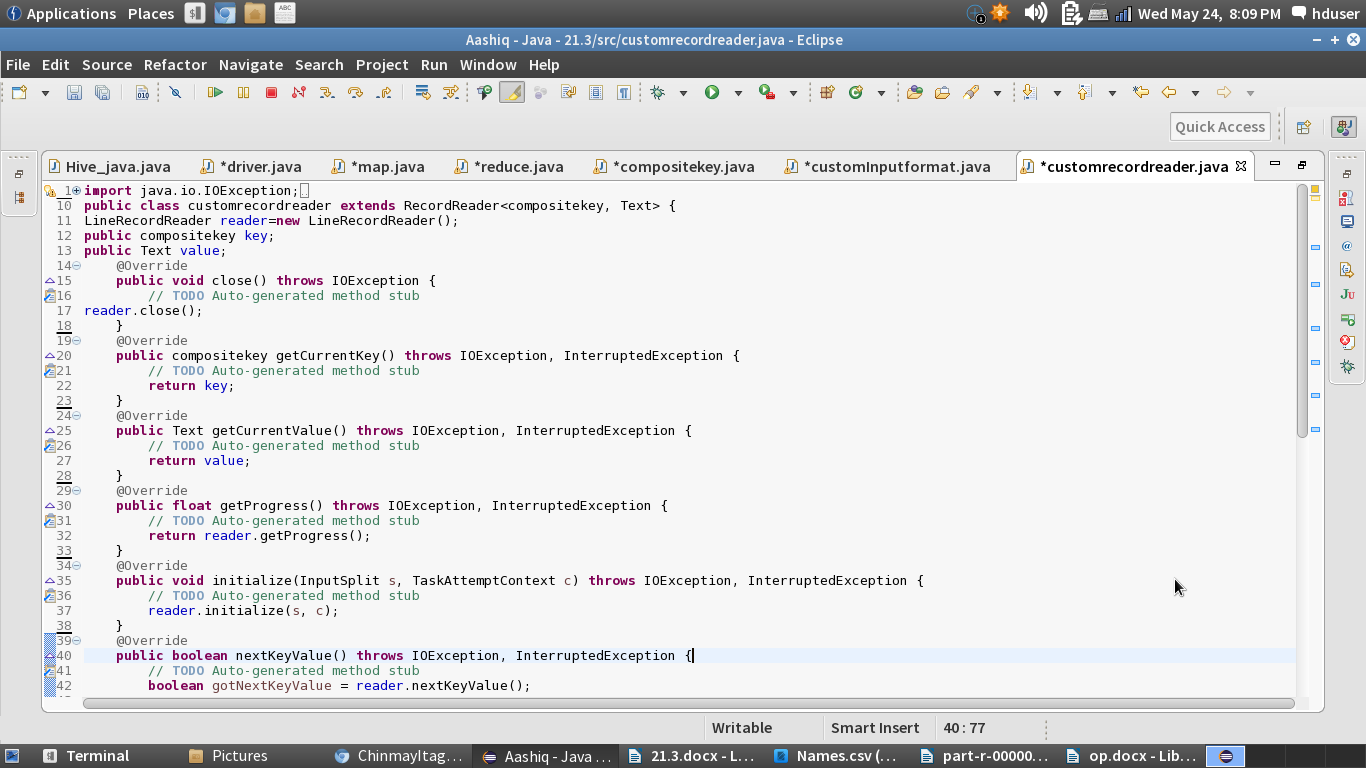 Applications Places ABC 1 Wed May 24, 8:09 PM hduser
Aashiq - Java - 21.3/src/customrecordreader.java - Eclipse
File Edit Source Refactor Navigate Search Project Run Window Help
Quick Access
Hive_java.java *driver.java *map.java *reduce.java *compositekey.java *customInputformat.java *customrecordreader.java
1 import java.io.IOException;
10 public class customrecordreader extends RecordReader<compositekey, Text> {
11 LineRecordReader reader=new LineRecordReader();
12 public compositekey key;
13 public Text value;
14 @Override
15 public void close() throws IOException {
16 // TODO Auto-generated method stub
17 reader.close();
18 }
19 @Override
20 public compositekey getCurrentKey() throws IOException, InterruptedException {
21 // TODO Auto-generated method stub
22 return key;
23 }
24 @Override
25 public Text getCurrentValue() throws IOException, InterruptedException {
26 // TODO Auto-generated method stub
27 return value;
28 }
29 @Override
30 public float getProgress() throws IOException, InterruptedException {
31 // TODO Auto-generated method stub
32 return reader.getProgress();
33 }
34 @Override
35 public void initialize(InputSplit s, TaskAttemptContext c) throws IOException, InterruptedException {
36 // TODO Auto-generated method stub
37 reader.initialize(s, c);
38 }
39 @Override
40 public boolean nextKeyValue() throws IOException, InterruptedException {
41 // TODO Auto-generated method stub
42 boolean gotNextKeyValue = reader.nextKeyValue();
Writable Smart Insert 40 : 77
Terminal Pictures ChinmayItag... Aashiq - Java ... 21.3.docx - L... Names.csv (... part-r-00000... op.docx - Lib...